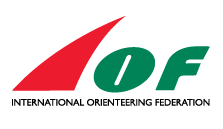 IOF
INTERNATIONAL ORIENTEERING FEDERATION